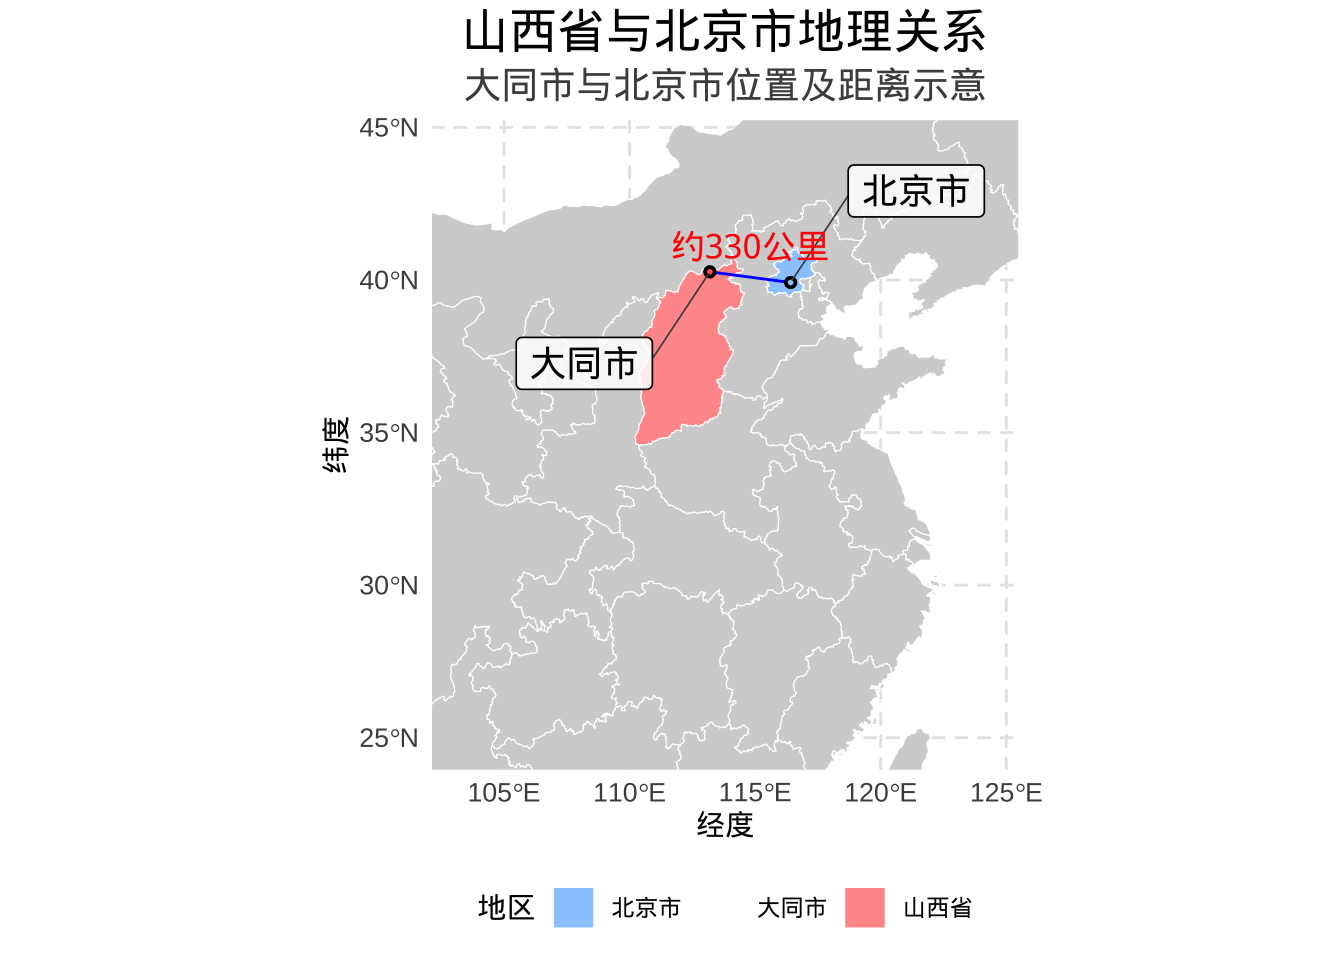 山西省与北京市地理关系
大同市与北京市位置及距离示意
45°N
北京市
约330公里
40°N
大同市
纬度
35°N
30°N
25°N
105°E 110°E 115°E 120°E 125°E
经度
地区 北京市 大同市 山西省